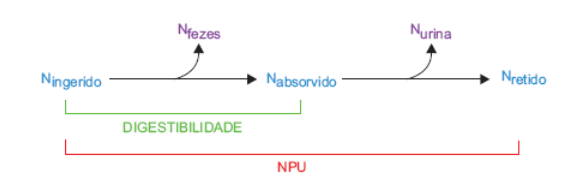 Nfezes
Nurina
Ningerido
Nabsorvido
Nretido
DIGESTIBILIDADE
NPU